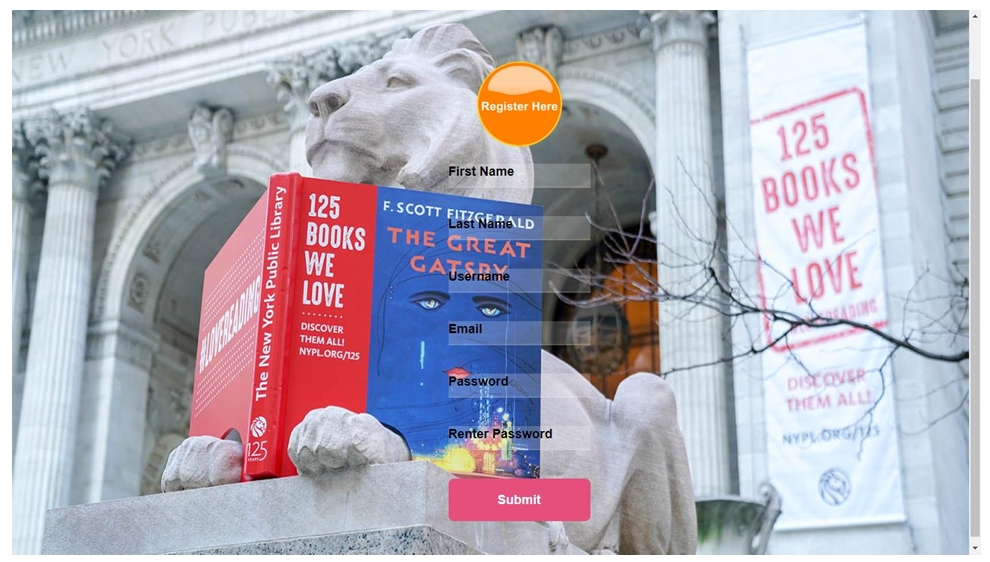 NEW YORK PUBLIC
Register Here
First Name
Last Name
Username
Email
Password
Renter Password
Submit
#LOVEREADING
The New York Public Library
125
125
BOOKS
WE
LOVE
DISCOVER
THEM ALL!
NYPL.ORG/125
F. SCOTT FITZGERALD
THE GREAT
GATSBY
125
BOOKS
WE
LOVE
#LOVEREADING
DISCOVER
THEM ALL!
NYPL.ORG/125